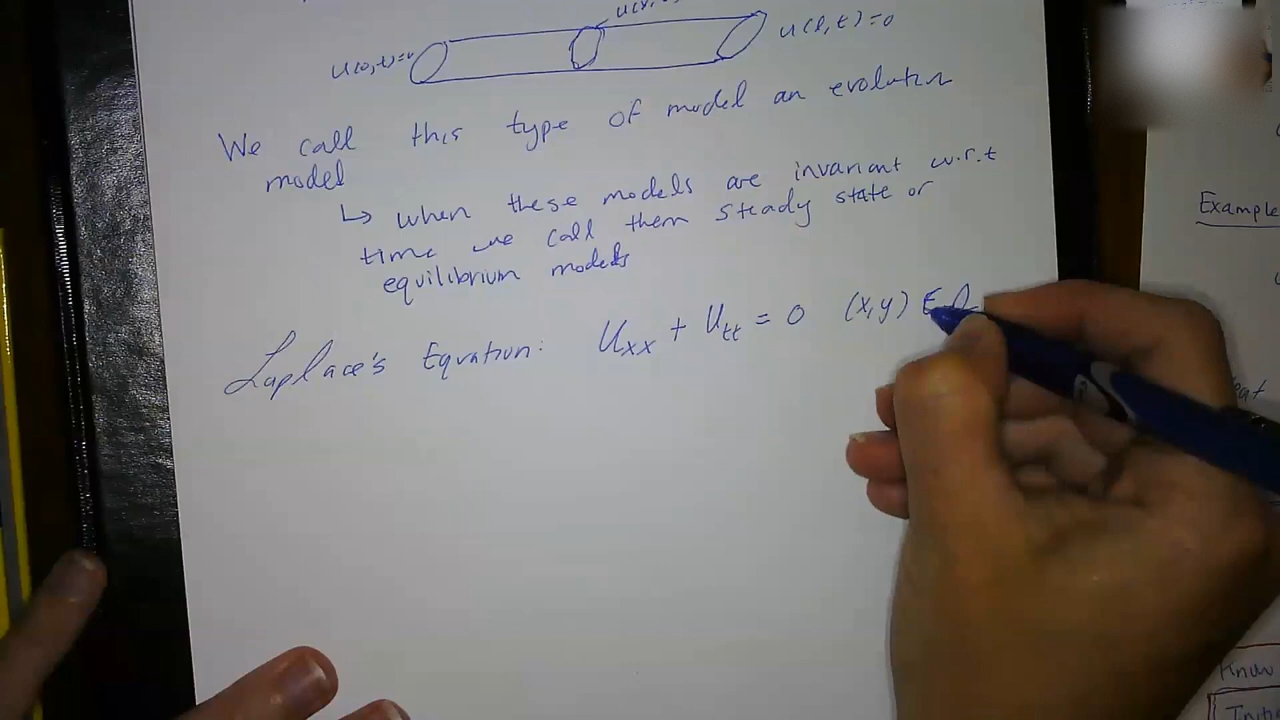 u(0,t)=0
u(l,t)=0
We call this type of model an evolution
model
↳ when these models are invariant w.r.t
time we call them steady state or
equilibrium models
Laplace's Equation: Uxx + Utt = 0 (x,y) ∈
Example
Know